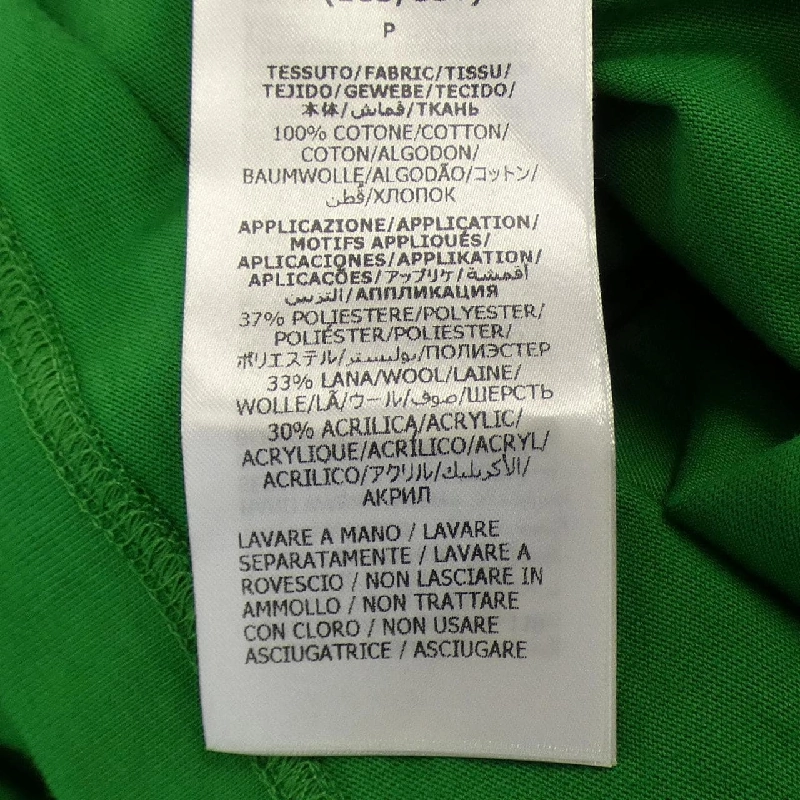 P
TESSUTO/FABRIC/TISSU/
TEJIDO/GEWEBE/TECIDO/
本体/قماش/ТКАНЬ
100% COTONE/COTTON/
COTON/ALGODON/
BAUMWOLLE/ALGODÃO/コットン/
قطن/ХЛОПОК
APPLICAZIONE/APPLICATION/
MOTIFS APPLIQUÉS/
APLICACIONES/APPLIKATION/
APLICAÇÕES/アップリケ/أقمشة
التزيين/АППЛИКАЦИЯ
37% POLIESTERE/POLYESTER/
POLIÉSTER/POLIESTER/
ポリエステル/بوليستر/ПОЛИЭСТЕР
33% LANA/WOOL/LAINE/
WOLLE/LÃ/ウール/صوف/ШЕРСТЬ
30% ACRILICA/ACRYLIC/
ACRYLIQUE/ACRÍLICO/ACRYL/
ACRILICO/アクリル/الأكريليك/
АКРИЛ
LAVARE A MANO / LAVARE
SEPARATAMENTE / LAVARE A
ROVESCIO / NON LASCIARE IN
AMMOLLO / NON TRATTARE
CON CLORO / NON USARE
ASCIUGATRICE / ASCIUGARE